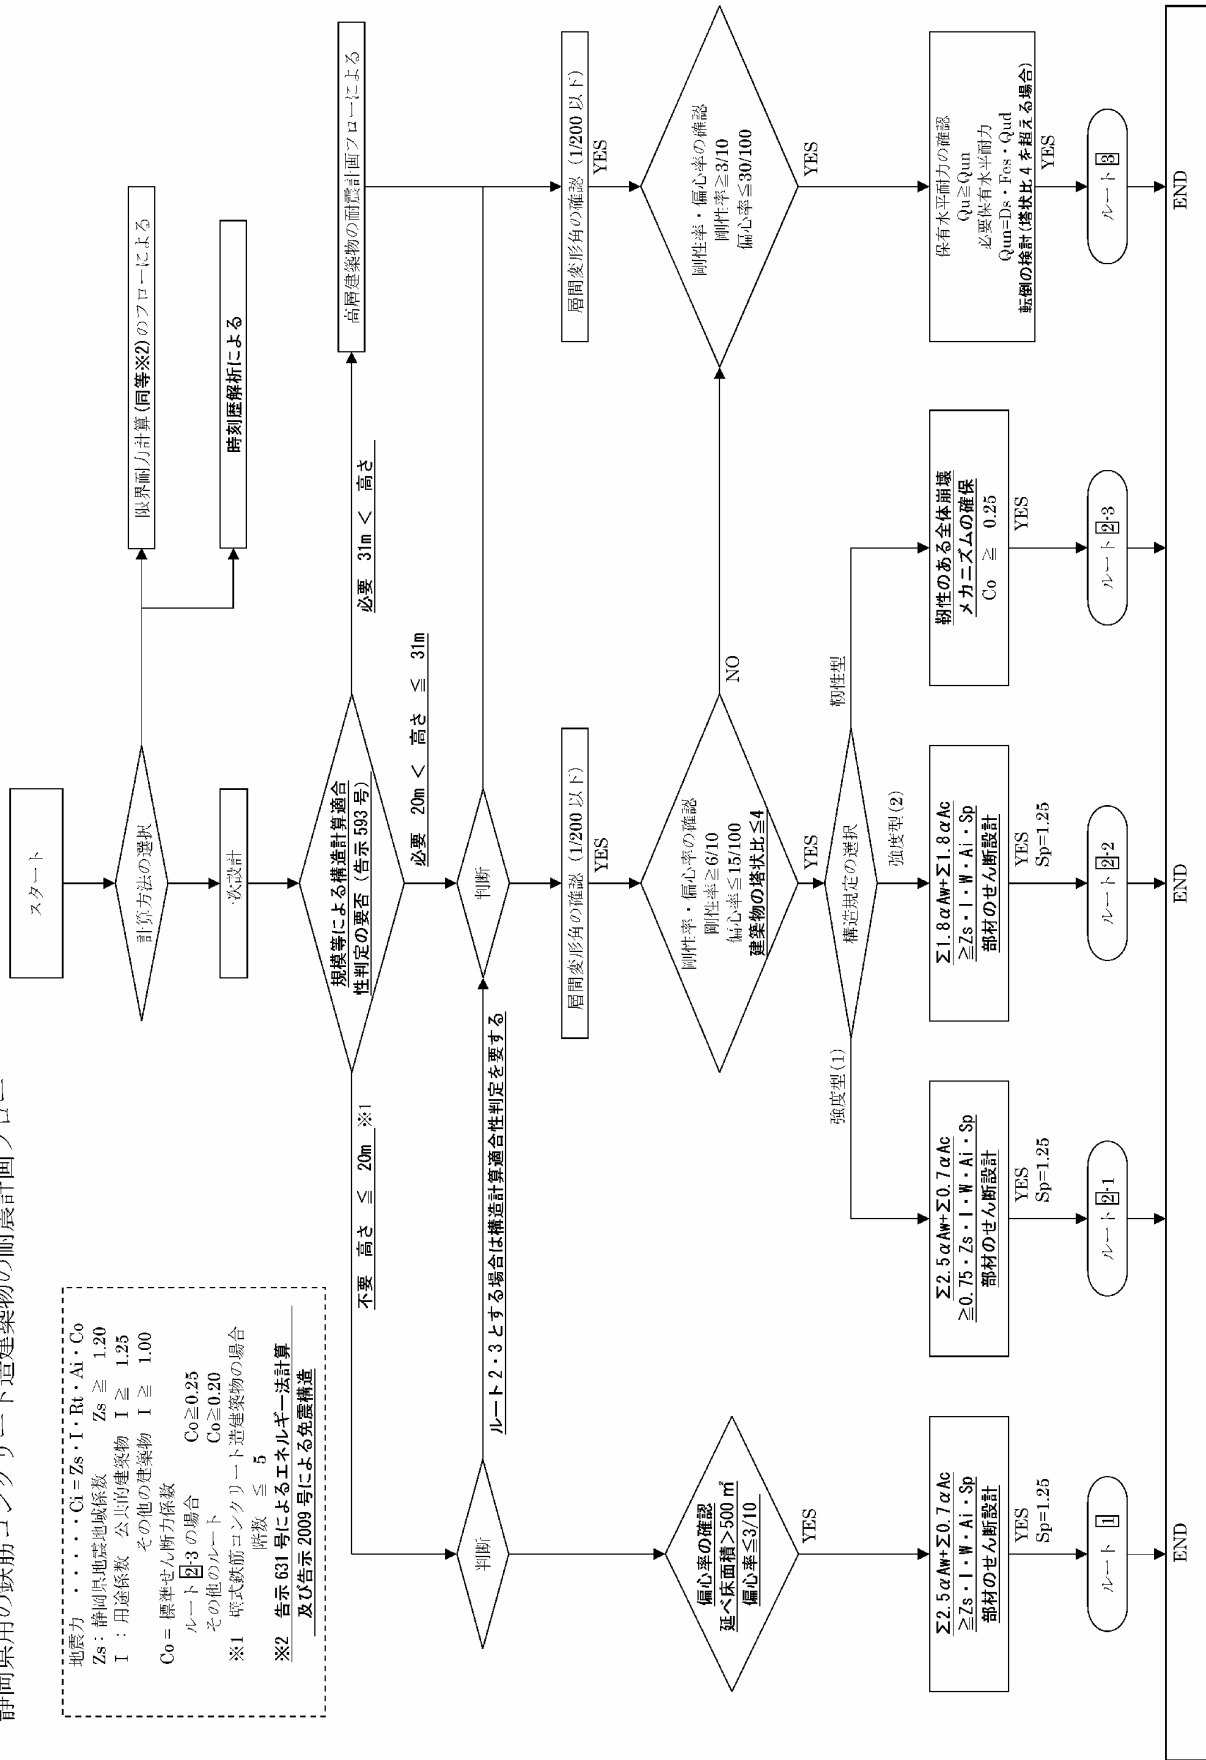 静岡県用の鉄筋コンクリート造建築物の耐震計画フロー
地震力 ・・・・・Ci＝Zs・I・Rt・Ai・Co
Zs：静岡県地震地域係数 Zs ≧ 1.20
I ：用途係数 公共的建築物 I ≧ 1.25
その他の建築物 I ≧ 1.00
Co＝標準せん断力係数
ルート2-3の場合 Co≧0.25
その他のルート Co≧0.20
※1 壁式鉄筋コンクリート造建築物の場合
階数 ≦ 5
※2 告示631号によるエネルギー法計算
及び告示2009号による免震構造
スタート
計算方法の選択
限界耐力計算(同等※2)のフローによる
時刻歴解析による
一次設計
規模等による構造計算適合
性判定の要否（告示593号）
不要 高さ ≦ 20m ※1
必要 20m ＜ 高さ ≦ 31m
必要 31m ＜ 高さ
高層建築物の耐震計画フローによる
判断
ルート2・3とする場合は構造計算適合性判定を要する
判断
層間変形角の確認（1/200以下）
YES
層間変形角の確認（1/200以下）
YES
偏心率の確認
延べ床面積＞500㎡
偏心率≦3/10
YES
剛性率・偏心率の確認
剛性率≧6/10
偏心率≦15/100
建築物の塔状比≦4
NO
YES
剛性率・偏心率の確認
剛性率≧3/10
偏心率≦30/100
YES
構造規定の選択
強度型(1)
強度型(2)
靭性型
Σ2.5αAw+Σ0.7αAc
≧Zs・I・W・Ai・Sp
部材のせん断設計
YES
Sp=1.25
Σ2.5αAw+Σ0.7αAc
≧0.75・Zs・I・W・Ai・Sp
部材のせん断設計
YES
Sp=1.25
Σ1.8αAw+Σ1.8αAc
≧Zs・I・W・Ai・Sp
部材のせん断設計
YES
Sp=1.25
靭性のある全体崩壊
メカニズムの確保
Co ≧ 0.25
YES
保有水平耐力の確認
Qu≧Qun
必要保有水平耐力
Qun=Ds・Fes・Qud
転倒の検討(塔状比4を超える場合)
YES
ルート 1
ルート2-1
ルート2-2
ルート2-3
ルート3
END
END
END